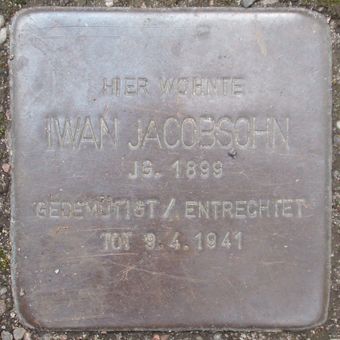 HIER WOHNTE
IWAN JACOBSOHN
JG. 1899
GEDEMÜTIGT / ENTRECHTET
TOT 9.4.1941